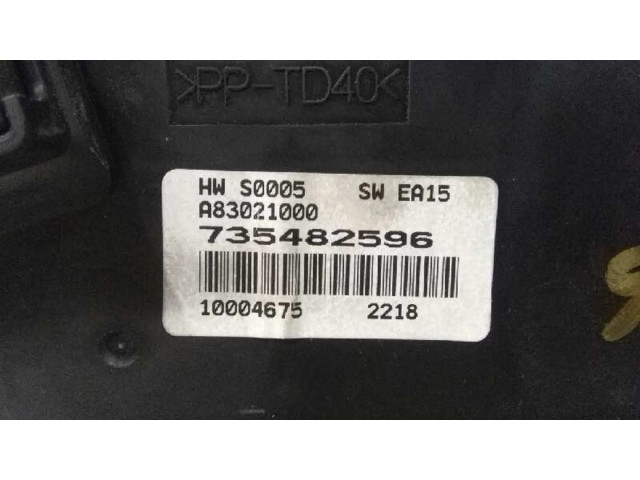 >PP-TD40<
HW S0005 SW EA15
A83021000
735482596
10004675 2218